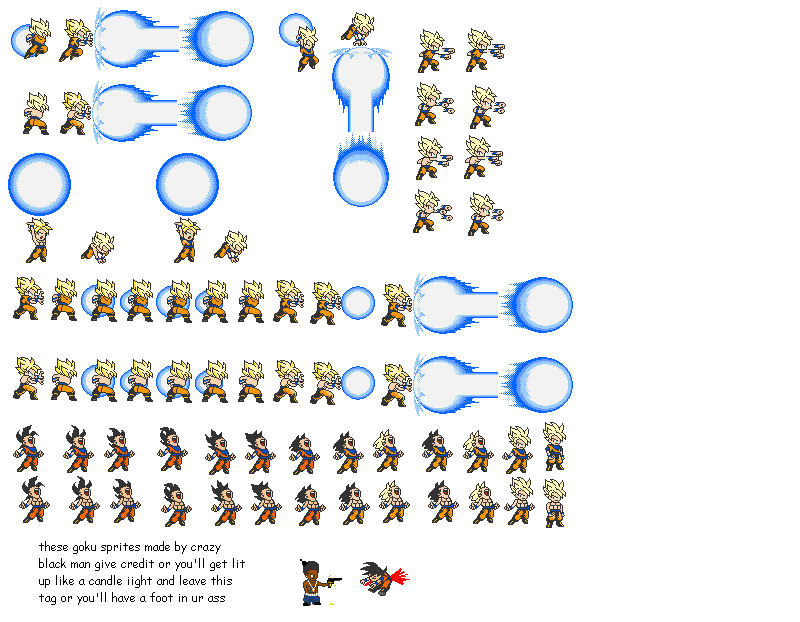 these goku sprites made by crazy
black man give credit or you'll get lit
up like a candle iight and leave this
tag or you'll have a foot in ur ass